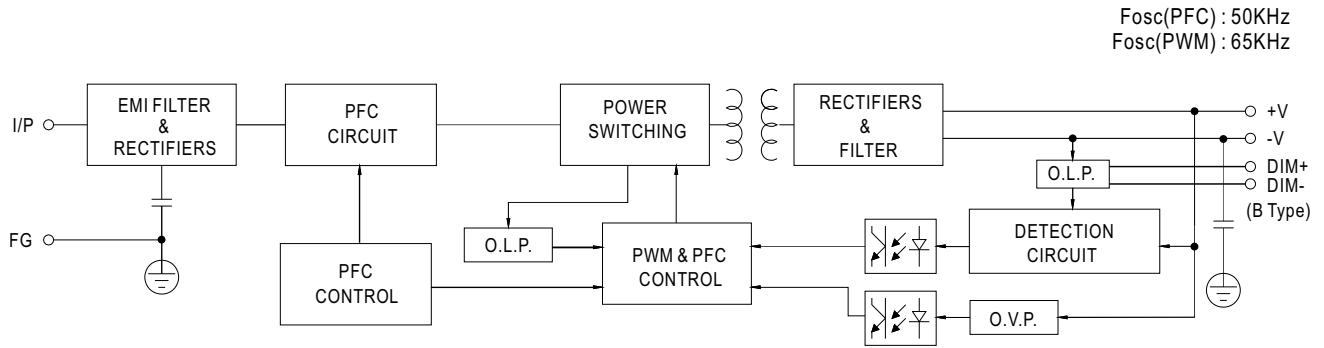 Fosc(PFC) : 50KHz
Fosc(PWM) : 65KHz
I/P
EMI FILTER
&
RECTIFIERS
PFC
CIRCUIT
POWER
SWITCHING
RECTIFIERS
&
FILTER
+V
-V
DIM+
DIM-
(B Type)
O.L.P.
FG
O.L.P.
PFC
CONTROL
PWM & PFC
CONTROL
DETECTION
CIRCUIT
O.V.P.